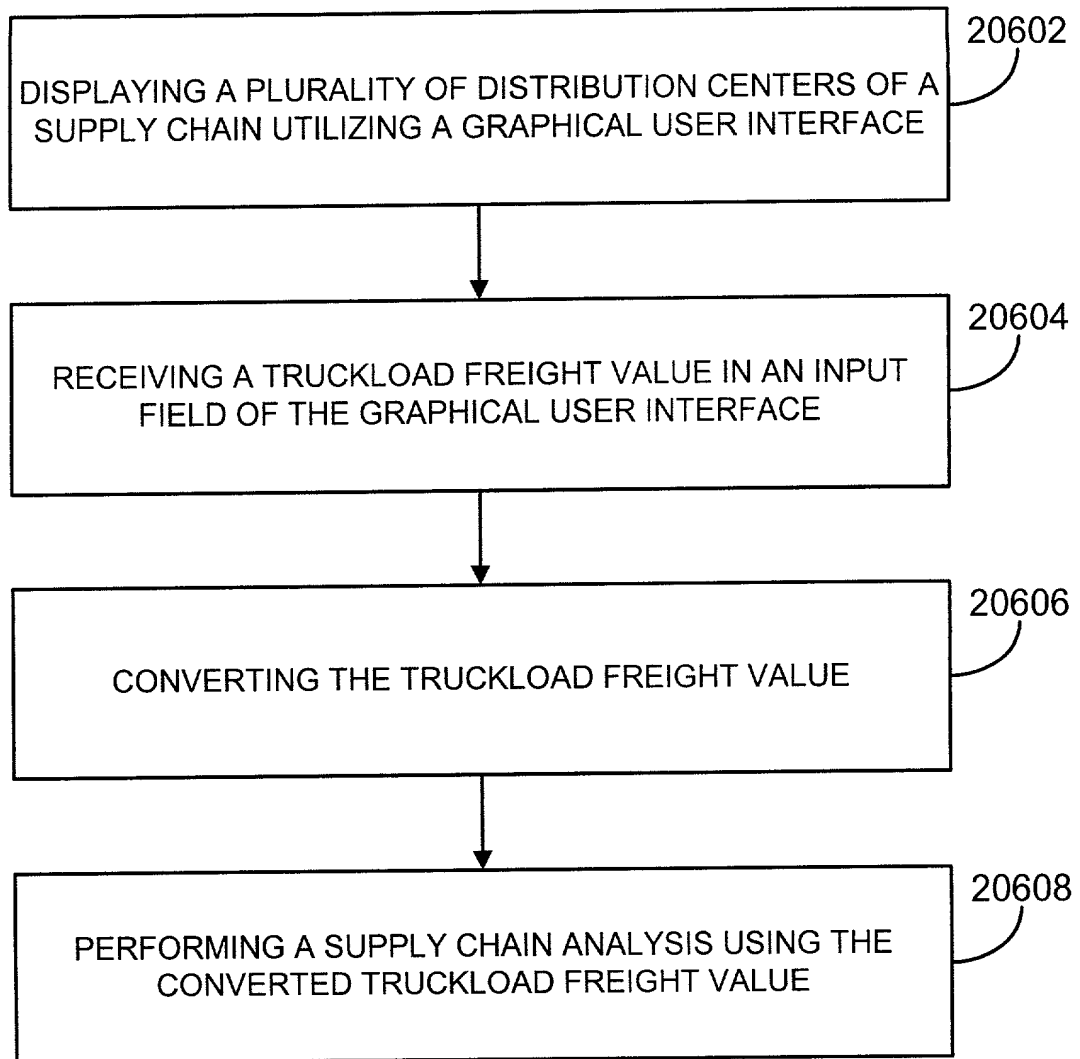 20602
DISPLAYING A PLURALITY OF DISTRIBUTION CENTERS OF A
SUPPLY CHAIN UTILIZING A GRAPHICAL USER INTERFACE
20604
RECEIVING A TRUCKLOAD FREIGHT VALUE IN AN INPUT
FIELD OF THE GRAPHICAL USER INTERFACE
20606
CONVERTING THE TRUCKLOAD FREIGHT VALUE
20608
PERFORMING A SUPPLY CHAIN ANALYSIS USING THE
CONVERTED TRUCKLOAD FREIGHT VALUE